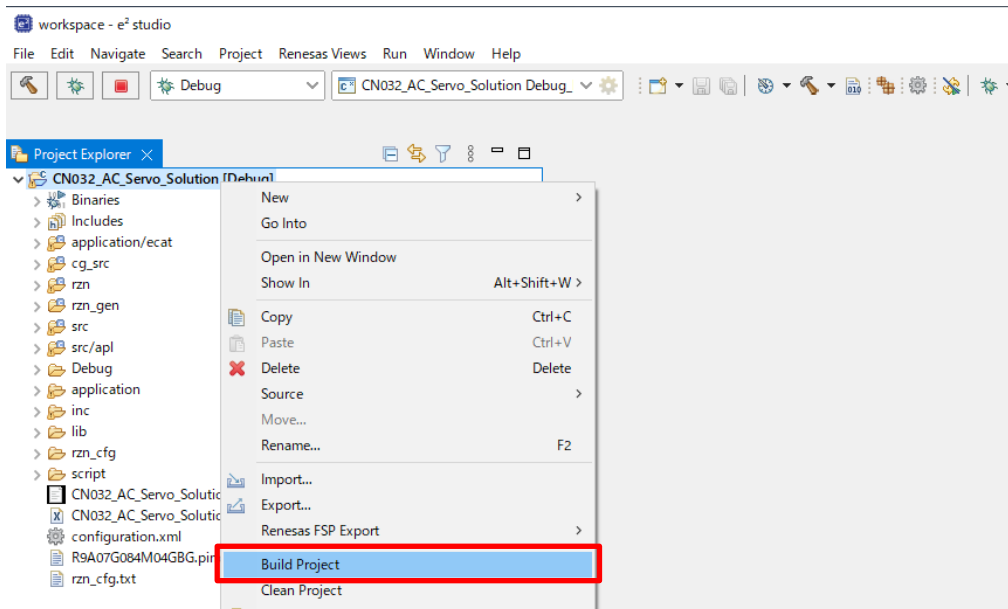 workspace - e² studio
File Edit Navigate Search Project Renesas Views Run Window Help
Debug CN032_AC_Servo_Solution Debug_
Project Explorer
CN032_AC_Servo_Solution [Debug]
Binaries
Includes
application/ecat
cg_src
rzn
rzn_gen
src
src/apl
Debug
application
inc
lib
rzn_cfg
script
CN032_AC_Servo_Solutio
CN032_AC_Servo_Solutio
configuration.xml
R9A07G084M04GBG.pin
rzn_cfg.txt
New
Go Into
Open in New Window
Show In Alt+Shift+W >
Copy Ctrl+C
Paste Ctrl+V
Delete Delete
Source
Move...
Rename... F2
Import...
Export...
Renesas FSP Export
Build Project
Clean Project